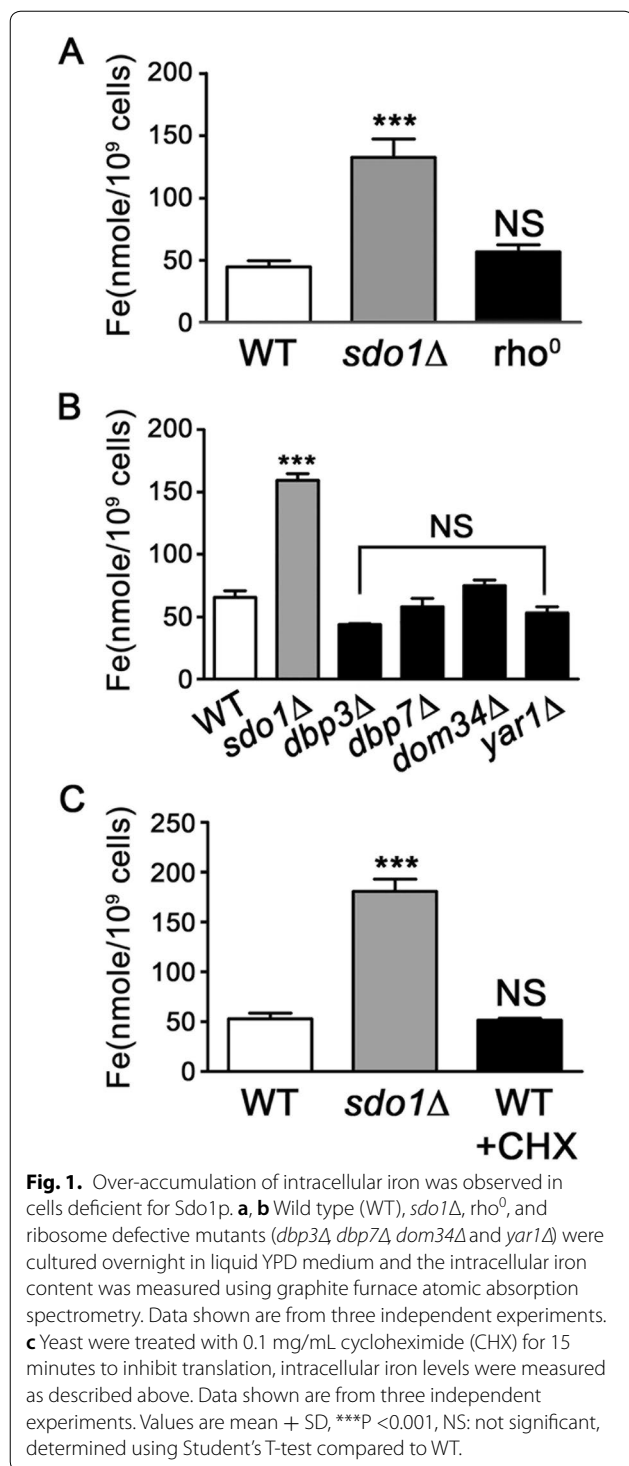 A
Fe(nmole/10⁹ cells)
200
150
100
50
0
***
NS
WT sdo1Δ rho⁰
B
Fe(nmole/10⁹ cells)
200
150
100
50
0
***
NS
WT sdo1Δ dbp3Δ dbp7Δ dom34Δ yar1Δ
C
Fe(nmole/10⁹ cells)
250
200
150
100
50
0
***
NS
WT sdo1Δ WT
+CHX
Fig. 1. Over-accumulation of intracellular iron was observed in
cells deficient for Sdo1p. a, b Wild type (WT), sdo1Δ, rho⁰, and
ribosome defective mutants (dbp3Δ, dbp7Δ, dom34Δ and yar1Δ) were
cultured overnight in liquid YPD medium and the intracellular iron
content was measured using graphite furnace atomic absorption
spectrometry. Data shown are from three independent experiments.
c Yeast were treated with 0.1 mg/mL cycloheximide (CHX) for 15
minutes to inhibit translation, intracellular iron levels were measured
as described above. Data shown are from three independent
experiments. Values are mean + SD, ***P <0.001, NS: not significant,
determined using Student's T-test compared to WT.